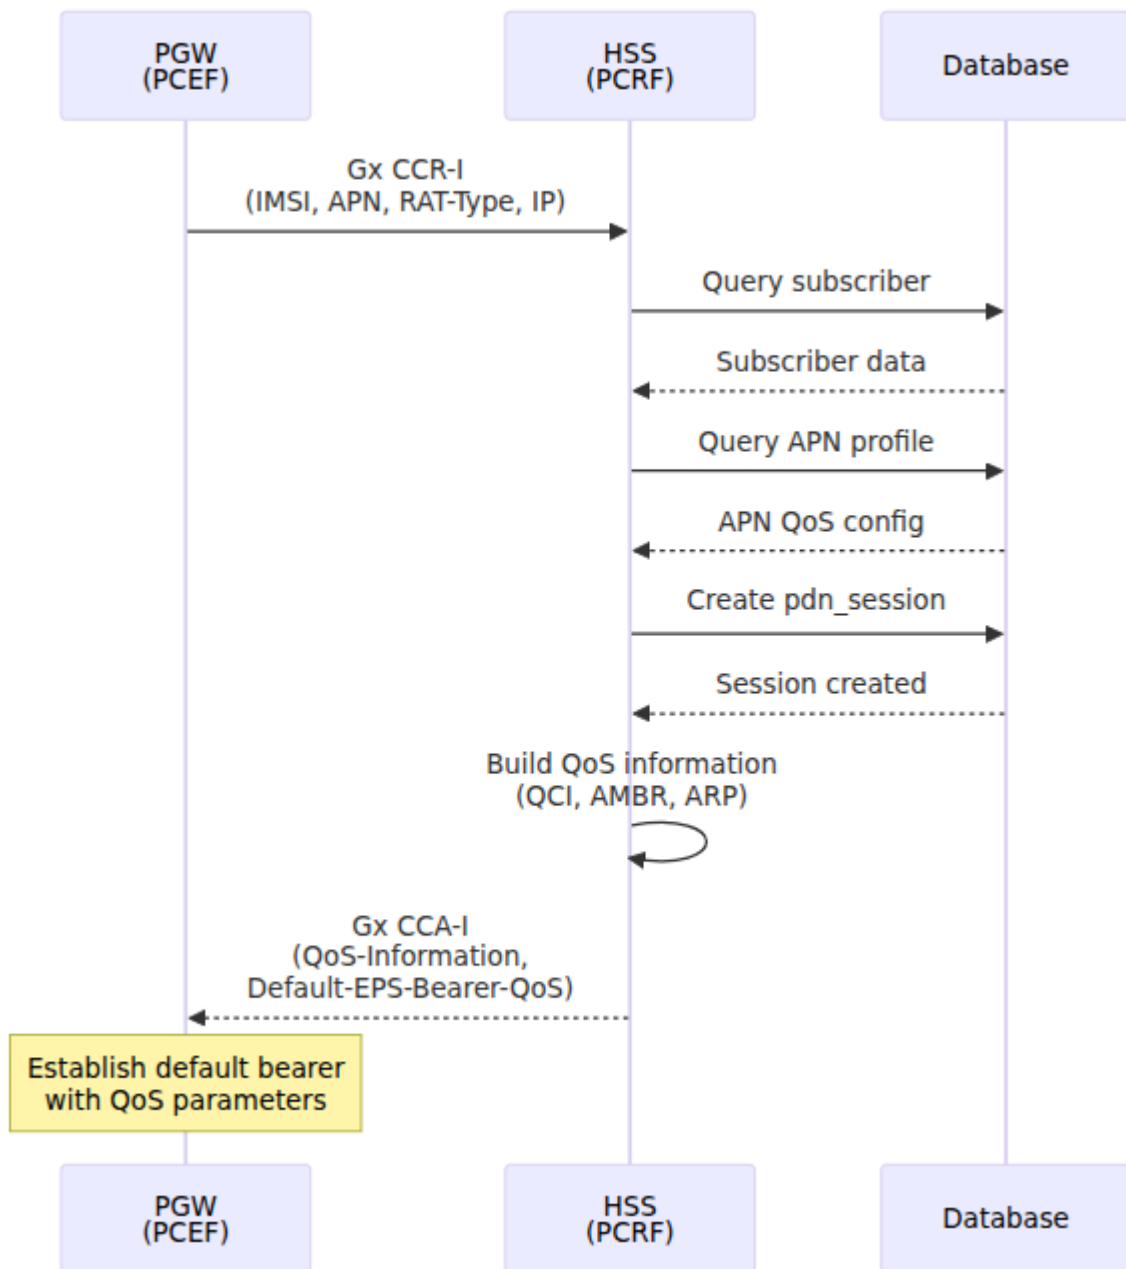 PGW
(PCEF)
HSS
(PCRF)
Database
Gx CCR-I
(IMSI, APN, RAT-Type, IP)
Query subscriber
Subscriber data
Query APN profile
APN QoS config
Create pdn_session
Session created
Build QoS information
(QCI, AMBR, ARP)
Gx CCA-I
(QoS-Information,
Default-EPS-Bearer-QoS)
Establish default bearer
with QoS parameters
PGW
(PCEF)
HSS
(PCRF)
Database